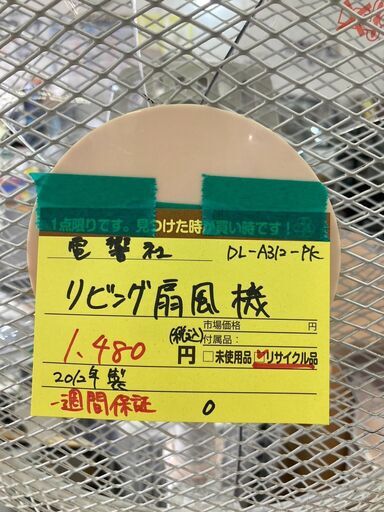 1点限りです。見つけた時が買い時です!
電響社 DL-A312-PK
リビング扇風機
市場価格 円
1.480 (税込) 円 付属品:
□未使用品 ☑リサイクル品
2012年製
一週間保証 0